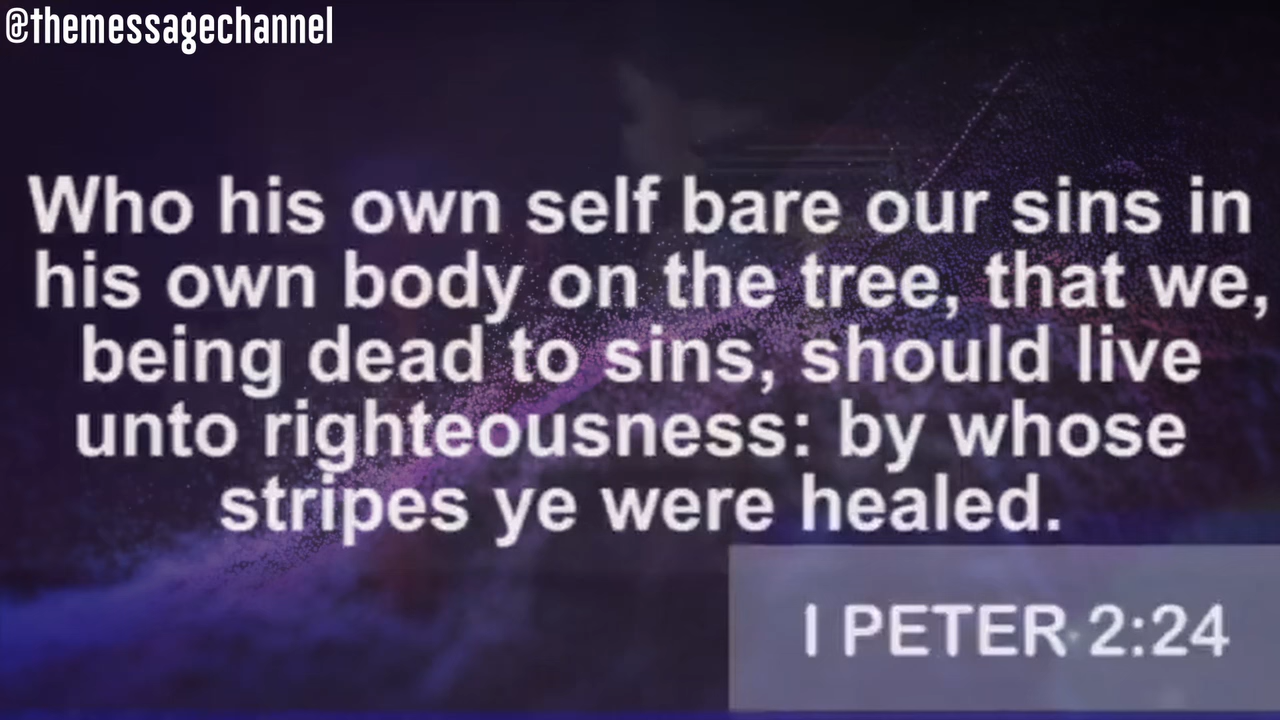 @themessagechannel
Who his own self bare our sins in
his own body on the tree, that we,
being dead to sins, should live
unto righteousness: by whose
stripes ye were healed.
I PETER 2:24